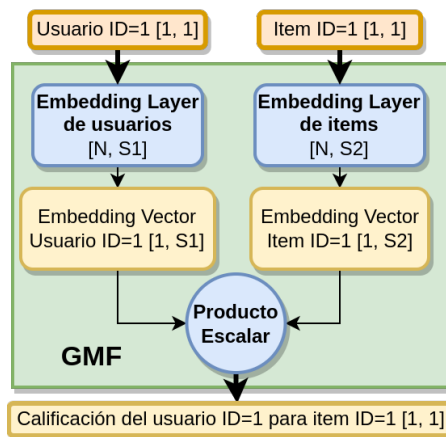 Usuario ID=1 [1, 1]
Item ID=1 [1, 1]
Embedding Layer
de usuarios
[N, S1]
Embedding Layer
de items
[N, S2]
Embedding Vector
Usuario ID=1 [1, S1]
Embedding Vector
Item ID=1 [1, S2]
Producto
Escalar
GMF
Calificación del usuario ID=1 para item ID=1 [1, 1]